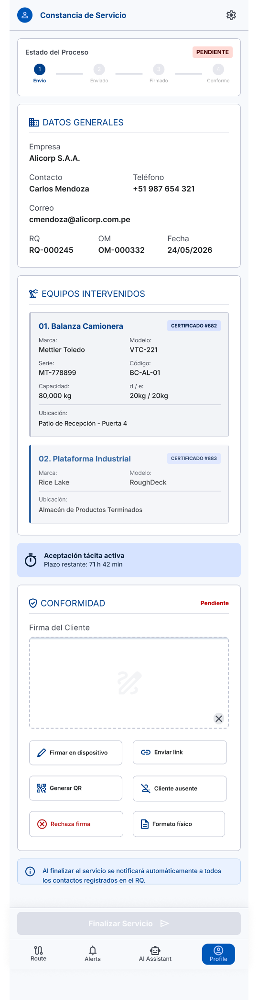 Constancia de Servicio
Estado del Proceso
PENDIENTE
1
2
3
4
Envío
Enviado
Firmado
Conforme
DATOS GENERALES
Empresa
Alicorp S.A.A.
Contacto
Teléfono
Carlos Mendoza
+51 987 654 321
Correo
cmendoza@alicorp.com.pe
RQ
OM
Fecha
RQ-000245
OM-000332
24/05/2026
EQUIPOS INTERVENIDOS
01. Balanza Camionera
CERTIFICADO #882
Marca:
Modelo:
Mettler Toledo
VTC-221
Serie:
Código:
MT-778899
BC-AL-01
Capacidad:
d / e:
80,000 kg
20kg / 20kg
Ubicación:
Patio de Recepción - Puerta 4
02. Plataforma Industrial
CERTIFICADO #883
Marca:
Modelo:
Rice Lake
RoughDeck
Ubicación:
Almacén de Productos Terminados
Aceptación tácita activa
Plazo restante: 71 h 42 min
CONFORMIDAD
Pendiente
Firma del Cliente
Firmar en dispositivo
Enviar link
Generar QR
Cliente ausente
Rechaza firma
Formato físico
Al finalizar el servicio se notificará automáticamente a todos
los contactos registrados en el RQ.
Finalizar Servicio
Route
Alerts
AI Assistant
Profile